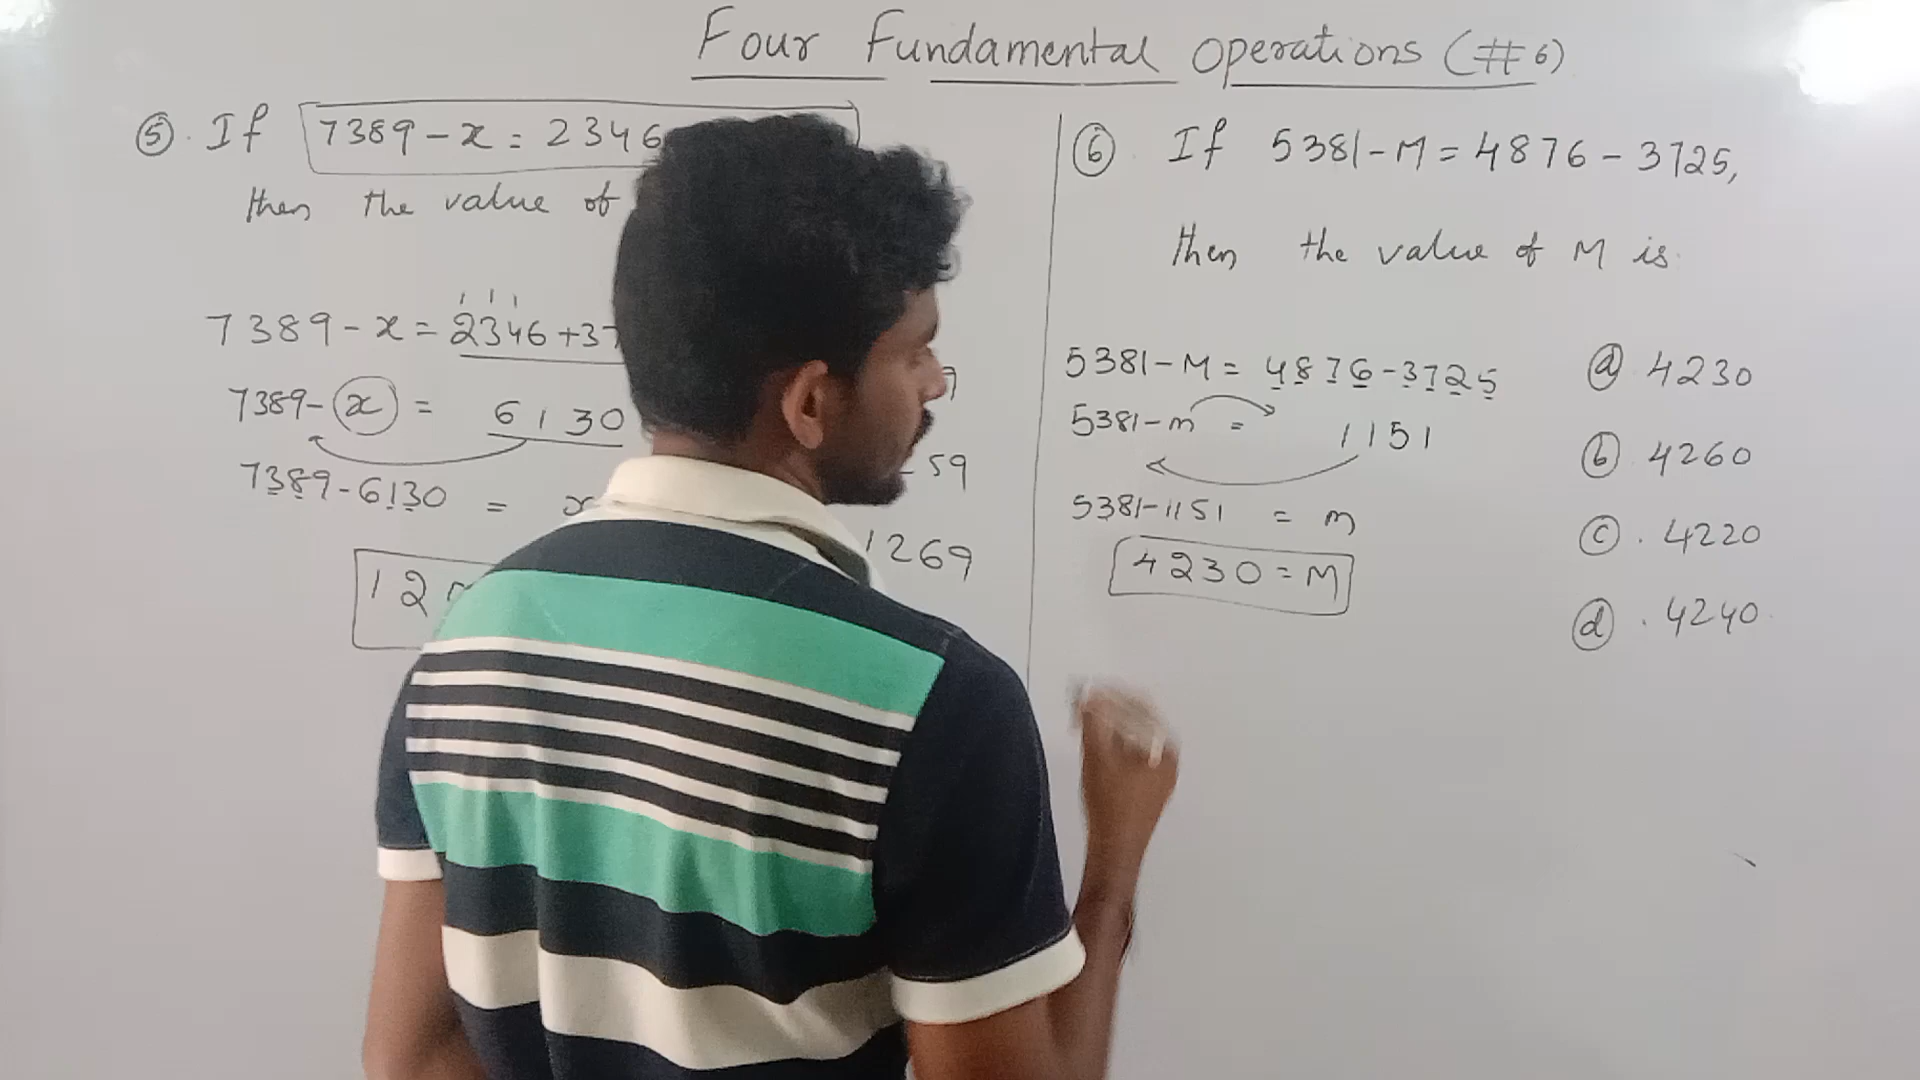 Four Fundamental Operations (#6)
⑤. If 7389-x = 2346
then the value of
7389-x = 2346+37
7389-x = 6130
7389-6130 = x
12
59
1269
⑥ If 5381-M = 4876-3725,
then the value of M is.
5381-M = 4876-3725
5381-m = 1151
5381-1151 = m
4230 = M
ⓐ 4230
ⓑ 4260
ⓒ. 4220
ⓓ. 4240.